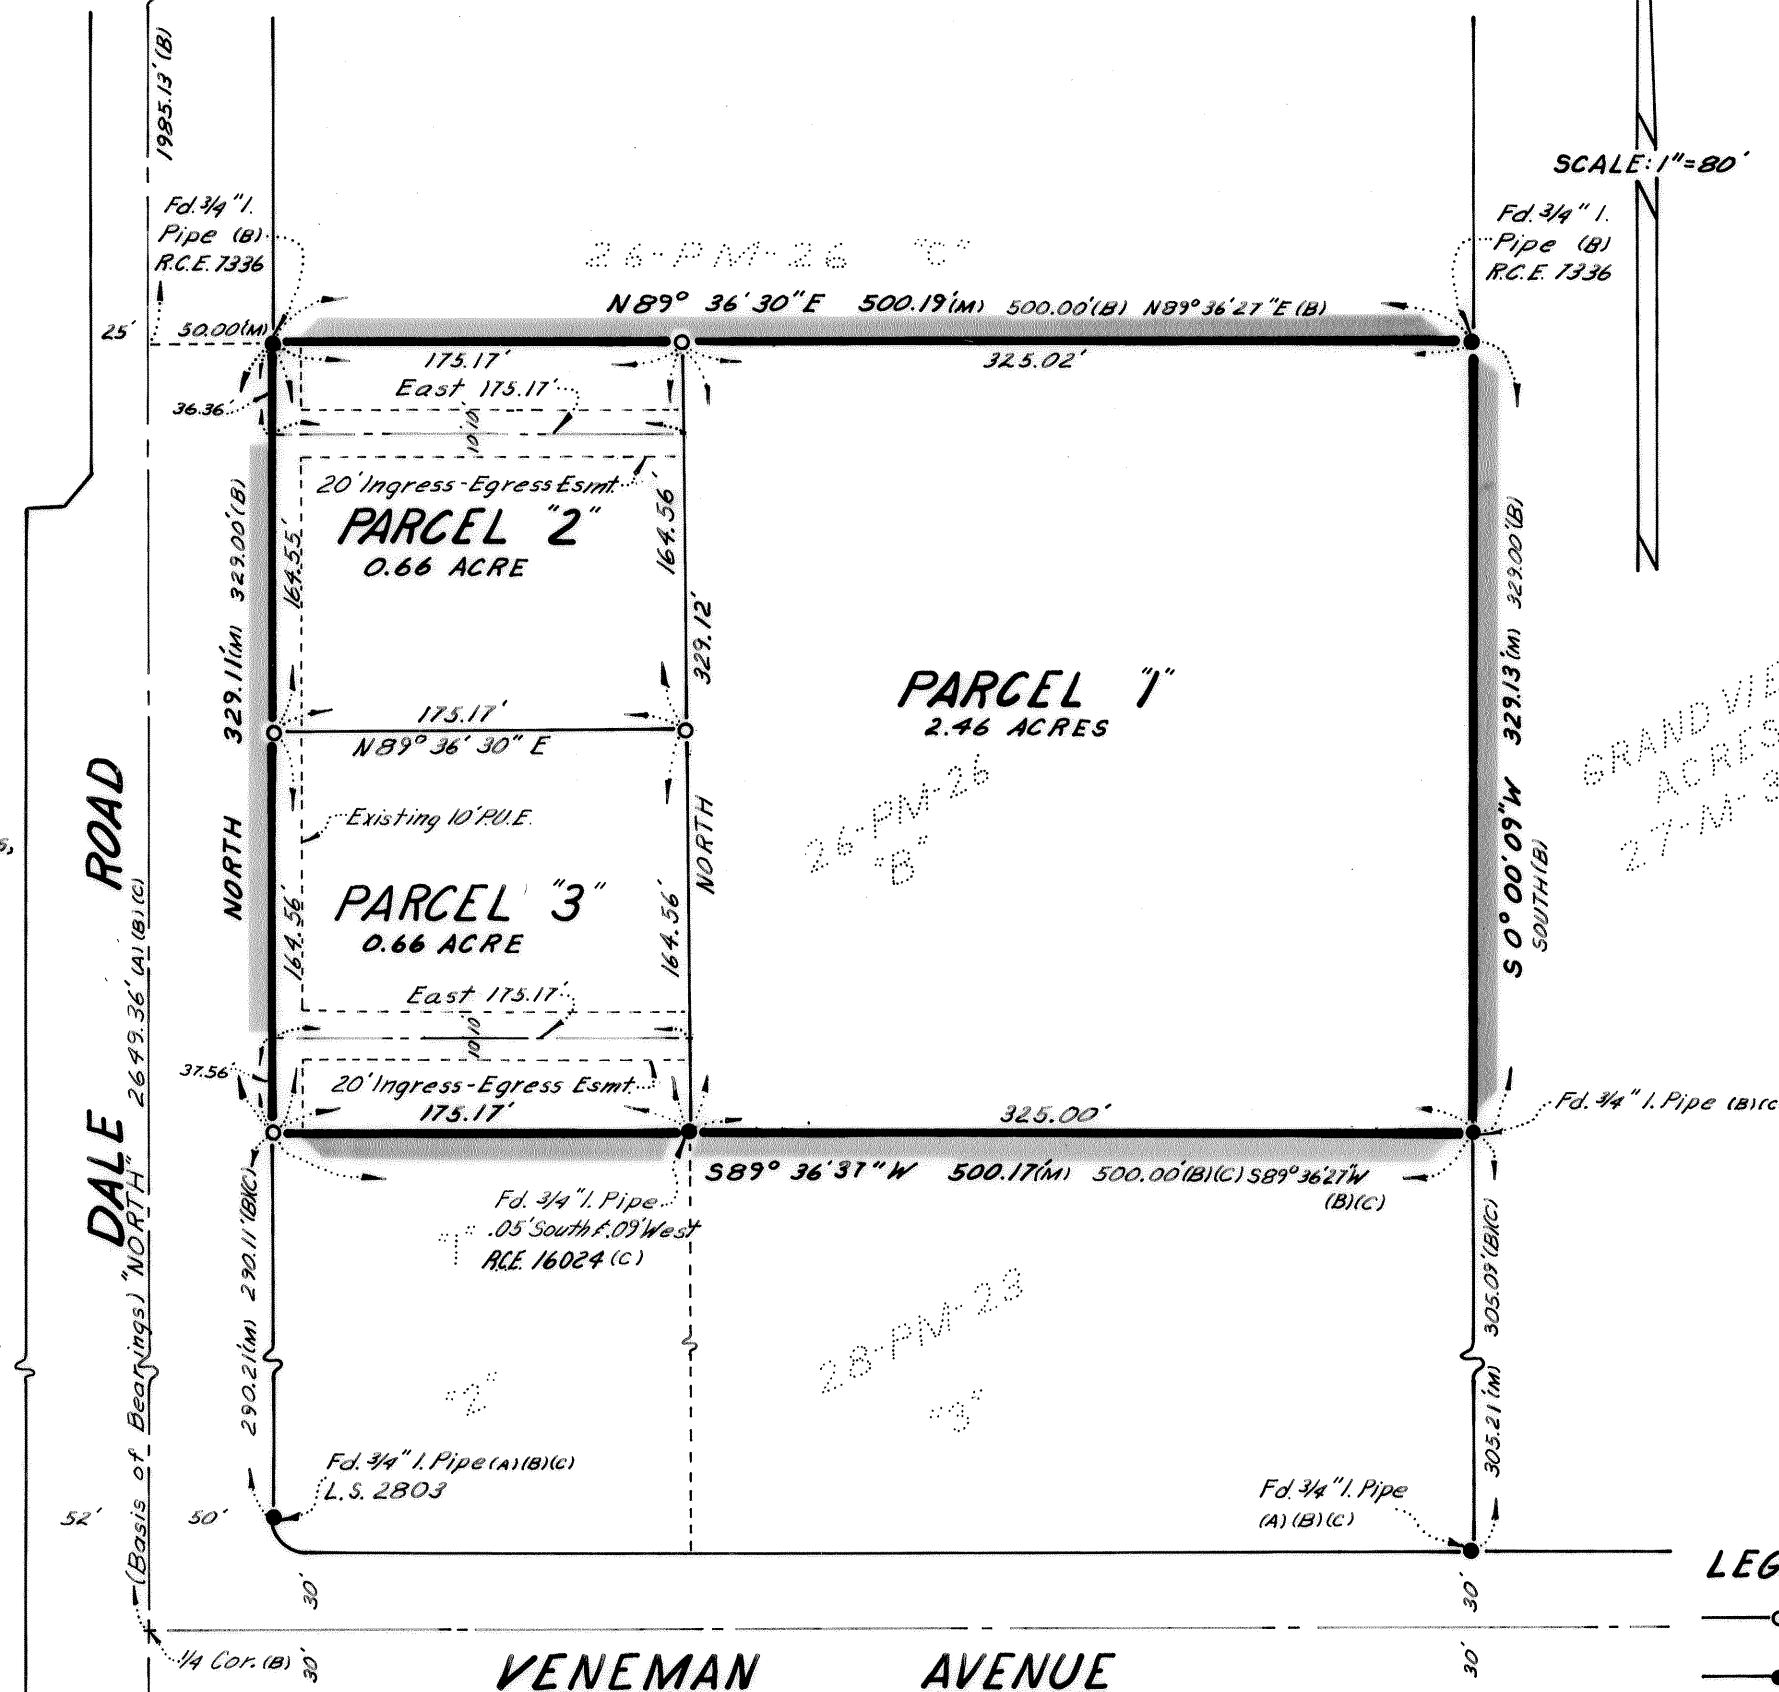 1985.13'(B)
SCALE: 1"=80'
Fd. 3/4" I.
Pipe (B)
R.C.E. 7336
Fd. 3/4" I.
Pipe (B)
R.C.E. 7336
26-PM-26 "C"
N 89° 36' 30" E 500.19'(M) 500.00'(B) N89°36'27"E (B)
25'
50.00'(M)
175.17'
325.02'
East 175.17'
36.36'
10' 10'
20' Ingress-Egress Esmt.
PARCEL "2"
0.66 ACRE
164.55'
164.56'
329.12'
NORTH
NORTH 329.11'(M) 329.00'(B)
PARCEL "1"
2.46 ACRES
S 0° 00' 09" W 329.13'(M) 329.00'(B)
SOUTH (B)
175.17'
N 89° 36' 30" E
26-PM-26
"B"
GRAND VIE
ACRES
27-M-3
Existing 10' P.U.E.
PARCEL "3"
0.66 ACRE
164.56'
164.56'
East 175.17'
10' 10'
37.56'
20' Ingress-Egress Esmt.
175.17'
325.00'
Fd. 3/4" I. Pipe (B)(C
S 89° 36' 37" W 500.17'(M) 500.00'(B)(C) S89°36'27"W
(B)(C)
Fd. 3/4" I. Pipe
.05' South & .09' West
R.C.E. 16024 (C)
"1"
28-PM-23
"2"
"3"
290.21'(M) 290.11'(B)(C)
305.21'(M) 305.09'(B)(C)
DALE ROAD
(Basis of Bearings) "NORTH" 2649.36' (A)(B)(C)
Fd. 3/4" I. Pipe (A)(B)(C)
L.S. 2803
Fd. 3/4" I. Pipe
(A)(B)(C)
52'
50'
30'
30'
30'
30'
1/4 Cor. (B)
VENEMAN AVENUE
LEG